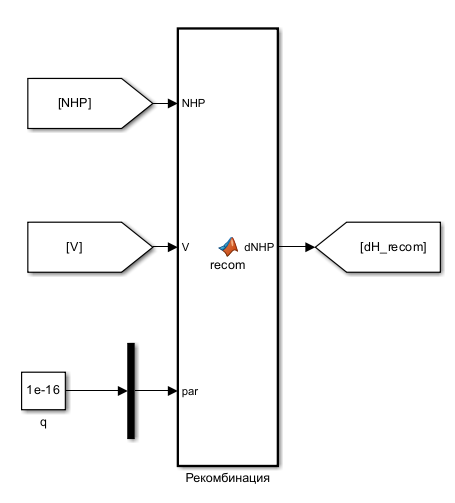 [NHP]
NHP
[V]
V
recom
dNHP
[dH_recom]
1e-16
q
par
Рекомбинация